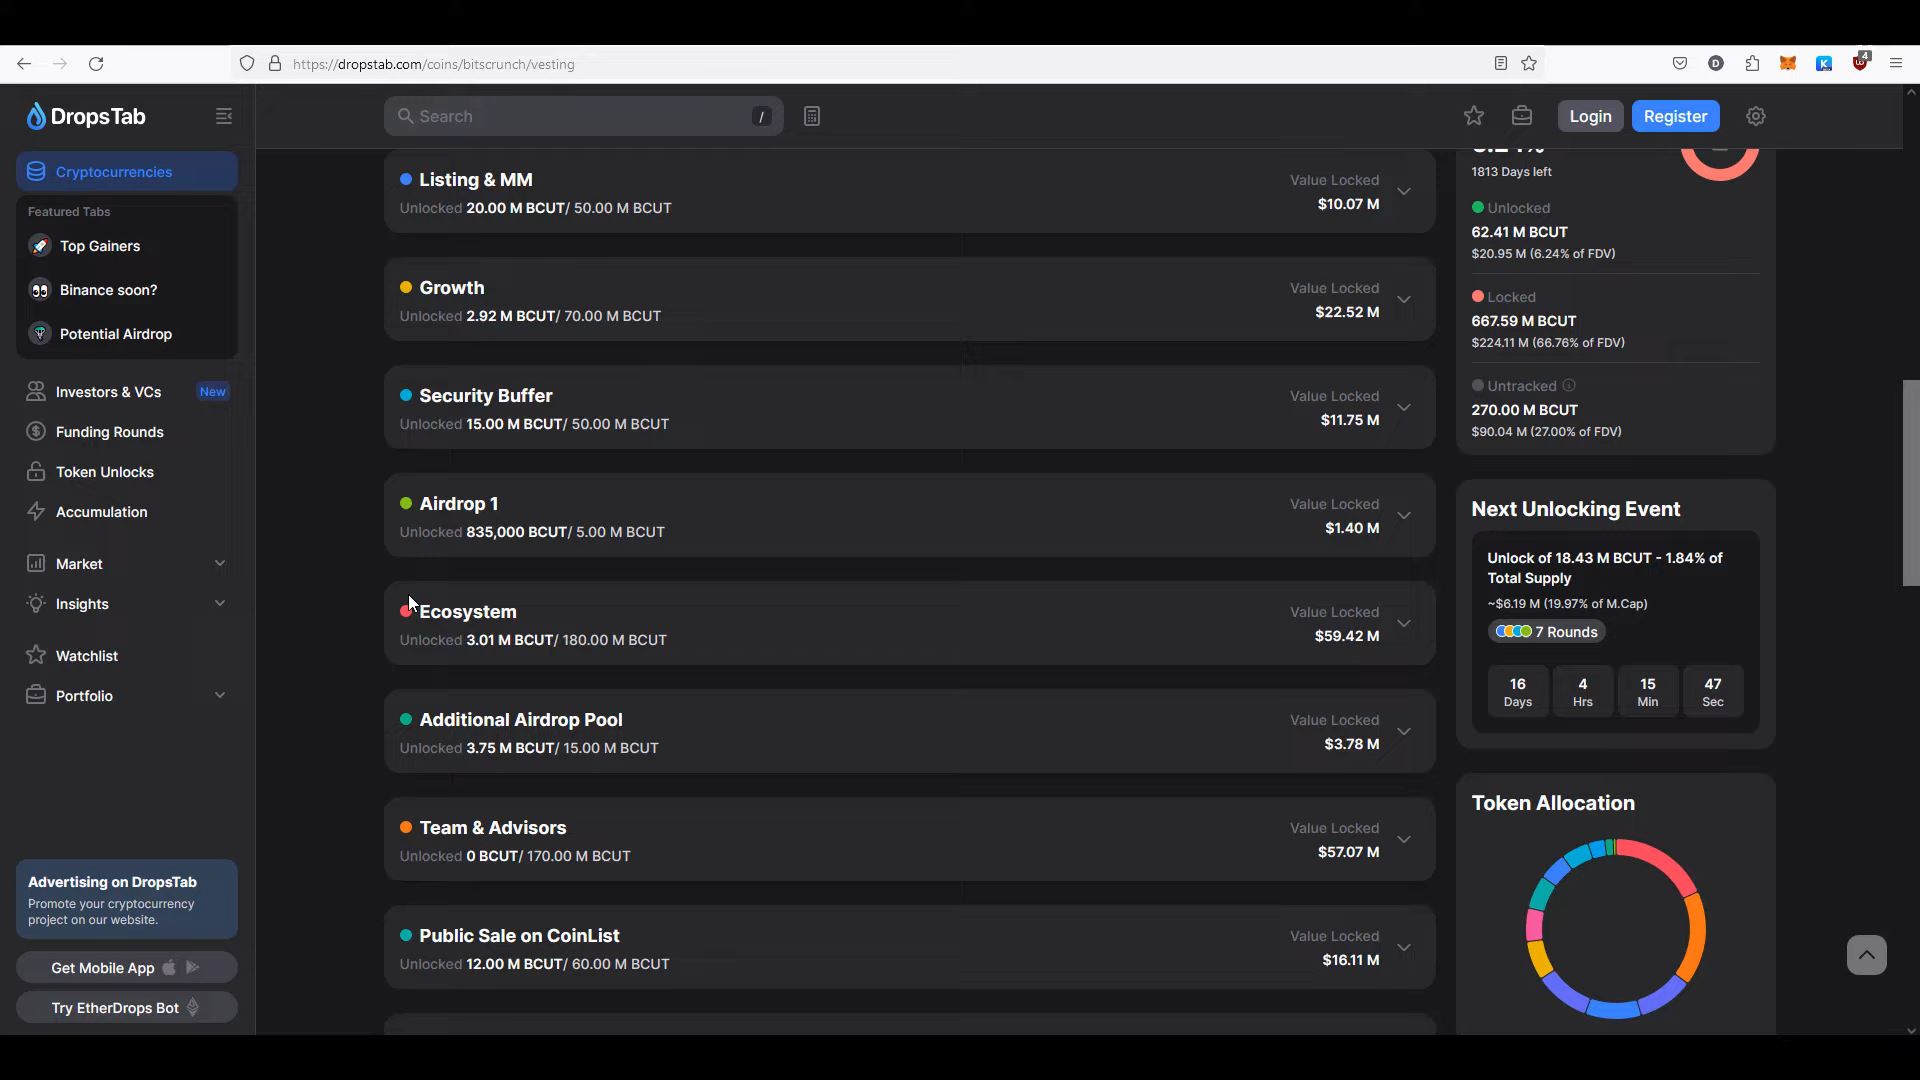 https://dropstab.com/coins/bitscrunch/vesting
D
K
4
DropsTab
Search
/
Login
Register
Cryptocurrencies
Featured Tabs
Top Gainers
Binance soon?
Potential Airdrop
Investors & VCs New
Funding Rounds
Token Unlocks
Accumulation
Market
Insights
Watchlist
Portfolio
Advertising on DropsTab
Promote your cryptocurrency
project on our website.
Get Mobile App
Try EtherDrops Bot
Listing & MM
Unlocked 20.00 M BCUT/ 50.00 M BCUT
Value Locked
$10.07 M
Growth
Unlocked 2.92 M BCUT/ 70.00 M BCUT
Value Locked
$22.52 M
Security Buffer
Unlocked 15.00 M BCUT/ 50.00 M BCUT
Value Locked
$11.75 M
Airdrop 1
Unlocked 835,000 BCUT/ 5.00 M BCUT
Value Locked
$1.40 M
Ecosystem
Unlocked 3.01 M BCUT/ 180.00 M BCUT
Value Locked
$59.42 M
Additional Airdrop Pool
Unlocked 3.75 M BCUT/ 15.00 M BCUT
Value Locked
$3.78 M
Team & Advisors
Unlocked 0 BCUT/ 170.00 M BCUT
Value Locked
$57.07 M
Public Sale on CoinList
Unlocked 12.00 M BCUT/ 60.00 M BCUT
Value Locked
$16.11 M
1813 Days left
Unlocked
62.41 M BCUT
$20.95 M (6.24% of FDV)
Locked
667.59 M BCUT
$224.11 M (66.76% of FDV)
Untracked
270.00 M BCUT
$90.04 M (27.00% of FDV)
Next Unlocking Event
Unlock of 18.43 M BCUT - 1.84% of
Total Supply
~$6.19 M (19.97% of M.Cap)
7 Rounds
16 4 15 47
Days Hrs Min Sec
Token Allocation